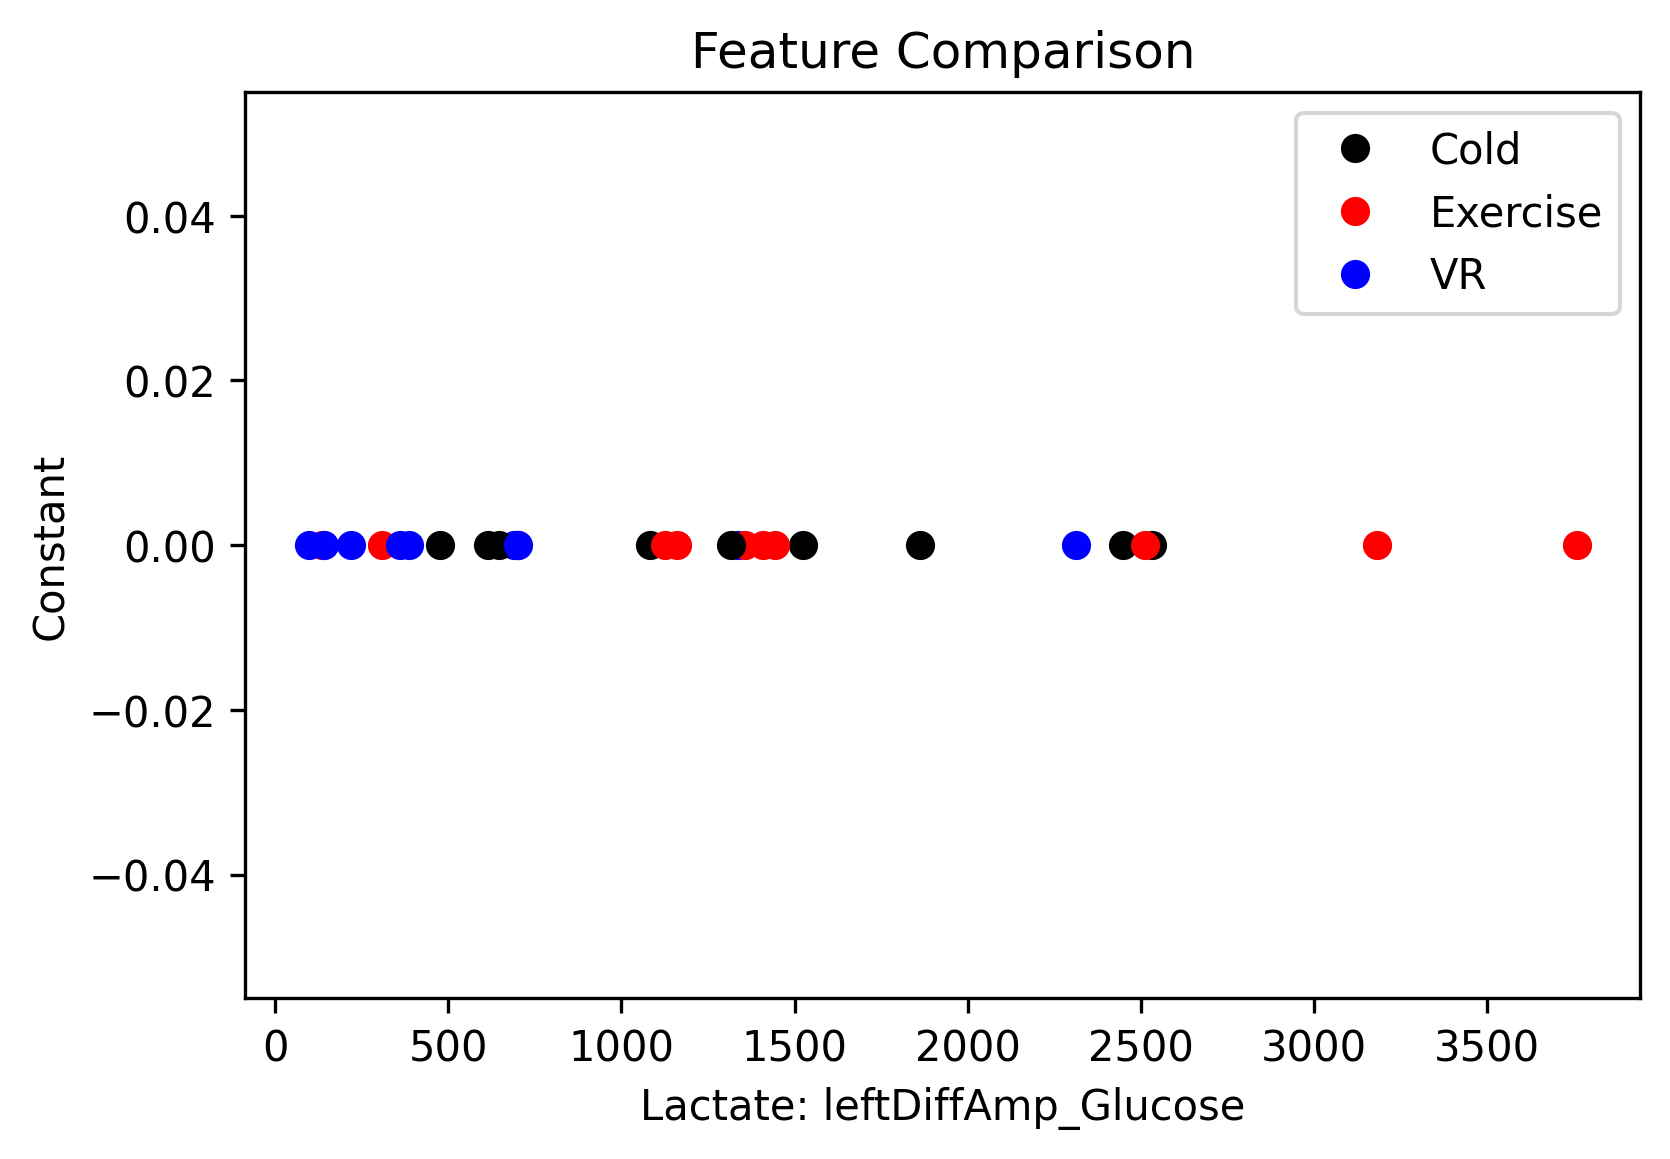 Feature Comparison
Cold
Exercise
VR
0.04
0.02
0.00
−0.02
−0.04
Constant
0 500 1000 1500 2000 2500 3000 3500
Lactate: leftDiffAmp_Glucose